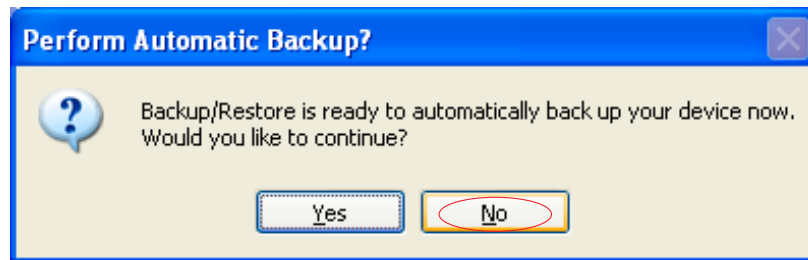 Perform Automatic Backup?
Backup/Restore is ready to automatically back up your device now.
Would you like to continue?
Yes
No